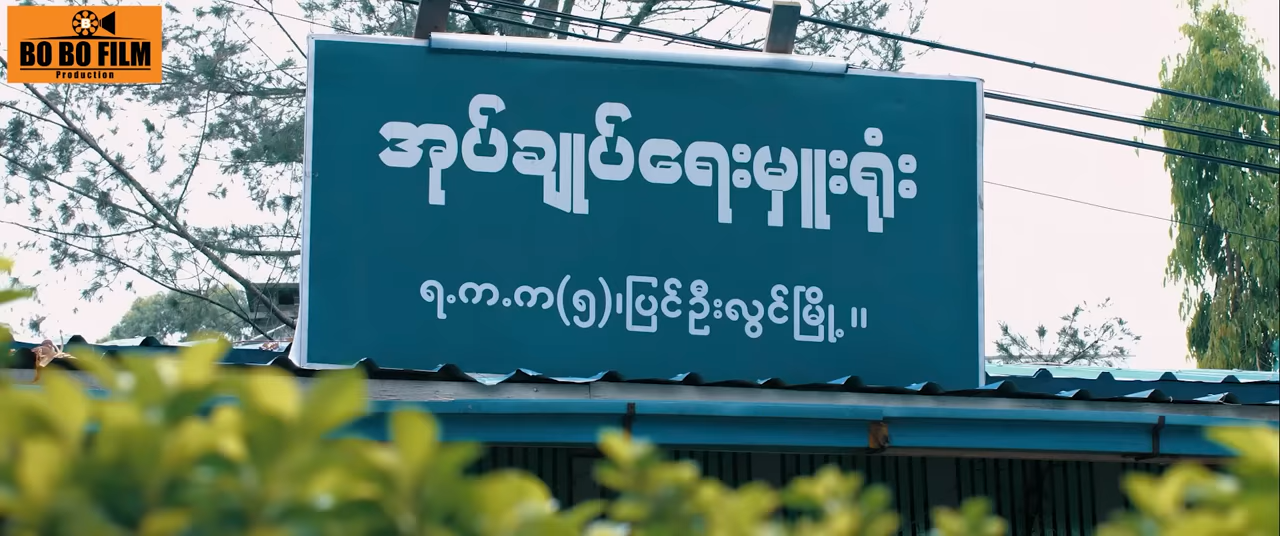 BO BO FILM
Production
အုပ်ချုပ်ရေးမှူးရုံး
ရ.က.က(၅)၊ပြင်ဦးလွင်မြို့။